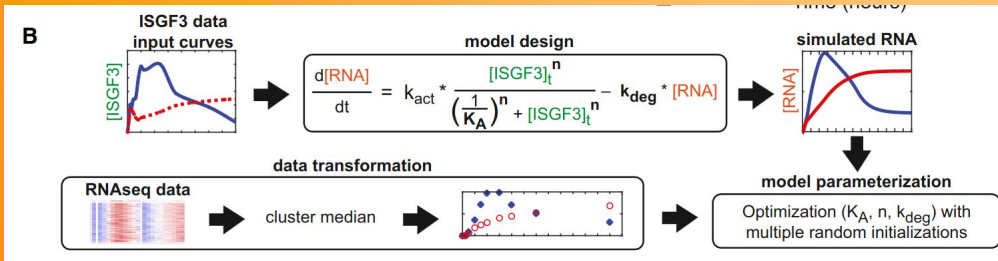 B
ISGF3 data
input curves
[ISGF3]
model design
d[RNA]
dt
= k_act * [ISGF3]_t^n
(1/K_A)^n + [ISGF3]_t^n
– k_deg * [RNA]
simulated RNA
[RNA]
data transformation
RNAseq data
cluster median
model parameterization
Optimization (K_A, n, k_deg) with
multiple random initializations